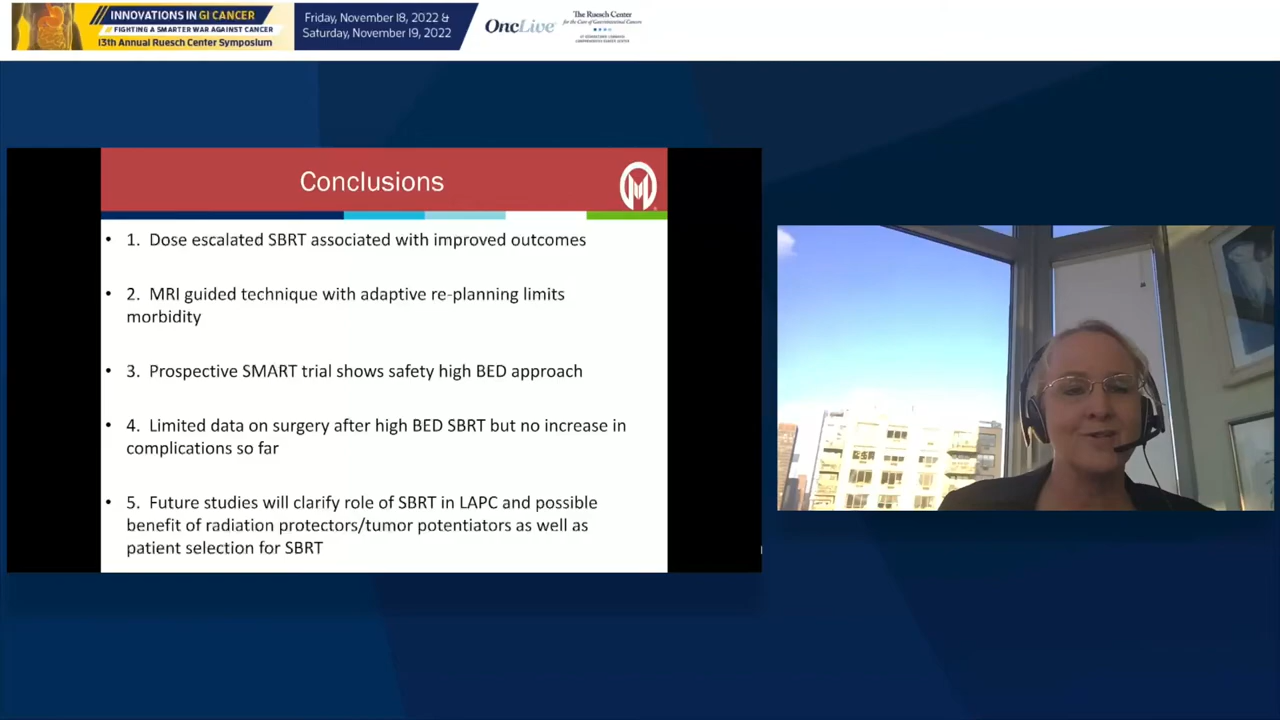 INNOVATIONS IN GI CANCER
FIGHTING A SMARTER WAR AGAINST CANCER
13th Annual Ruesch Center Symposium
Friday, November 18, 2022 &
Saturday, November 19, 2022
OncLive
The Ruesch Center
for the Cure of Gastrointestinal Cancers
Conclusions
• 1. Dose escalated SBRT associated with improved outcomes
• 2. MRI guided technique with adaptive re-planning limits
morbidity
• 3. Prospective SMART trial shows safety high BED approach
• 4. Limited data on surgery after high BED SBRT but no increase in
complications so far
• 5. Future studies will clarify role of SBRT in LAPC and possible
benefit of radiation protectors/tumor potentiators as well as
patient selection for SBRT